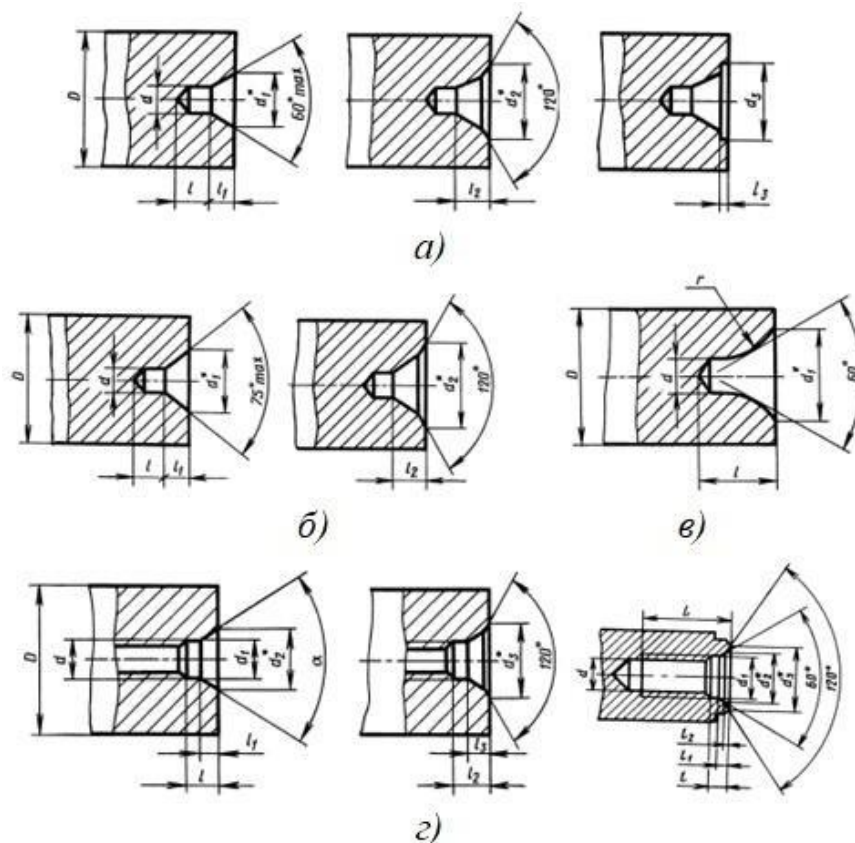 D d d₁* 60° max l l₁
d₂* 120° l₂
d₃ l₃
а)
D d d₁* 75° max l l₁
d₂* 120° l₂
б)
D d r d₁* 60° l
в)
D d d₁ d₂* α l₁ l
d₃* 120° l₃ l₂
L d d₁ d₂* d₃* 60° 120° l₂ l₁ l
г)